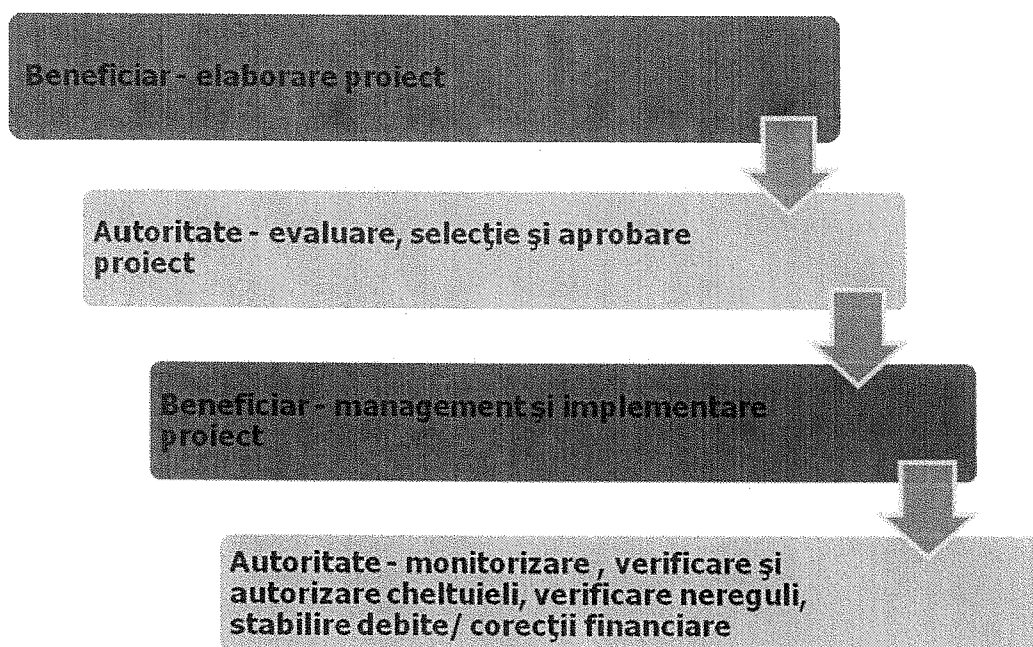 Beneficiar - elaborare proiect
Autoritate - evaluare, selecţie şi aprobare
proiect
Beneficiar - management şi implementare
proiect
Autoritate - monitorizare , verificare şi
autorizare cheltuieli, verificare nereguli,
stabilire debite/ corecţii financiare